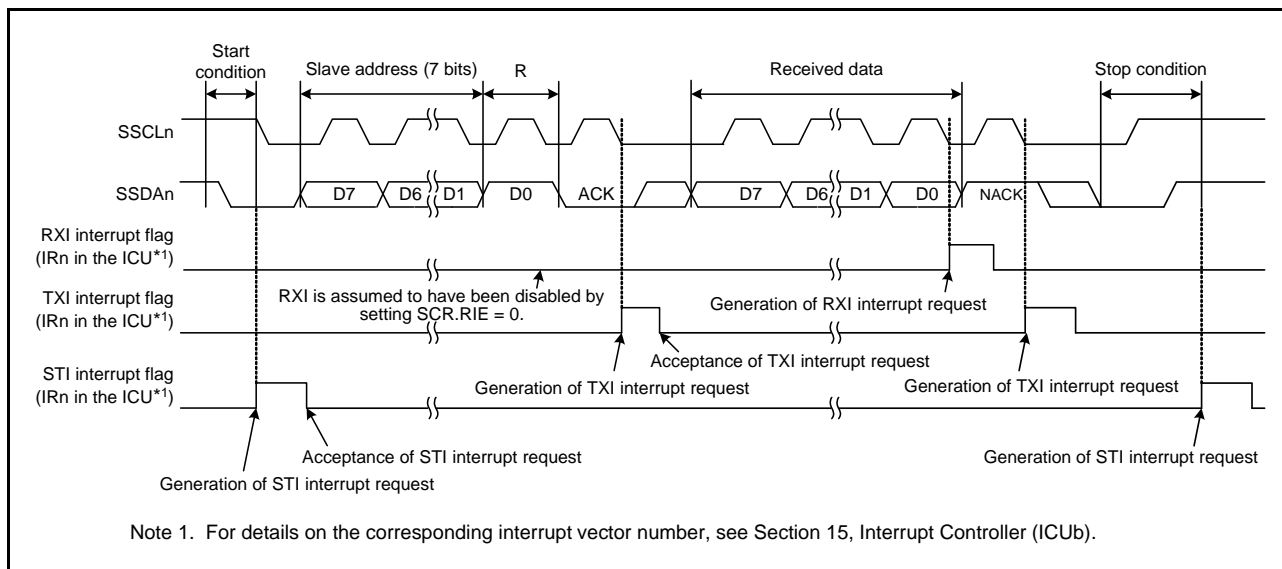 Start
condition
Slave address (7 bits)
R
Received data
Stop condition
SSCLn
SSDAn
D7
D6
D1
D0
ACK
D7
D6
D1
D0
NACK
RXI interrupt flag
(IRn in the ICU*1)
RXI is assumed to have been disabled by
setting SCR.RIE = 0.
Generation of RXI interrupt request
TXI interrupt flag
(IRn in the ICU*1)
Acceptance of TXI interrupt request
Generation of TXI interrupt request
Generation of TXI interrupt request
STI interrupt flag
(IRn in the ICU*1)
Acceptance of STI interrupt request
Generation of STI interrupt request
Generation of STI interrupt request
Note 1. For details on the corresponding interrupt vector number, see Section 15, Interrupt Controller (ICUb).